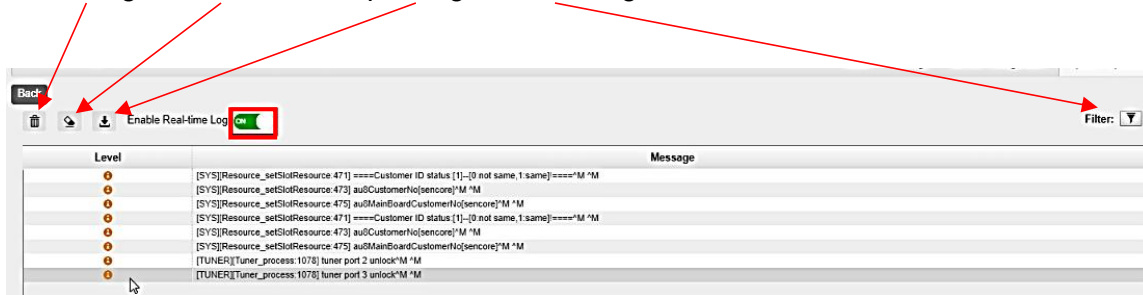 Back
Enable Real-time Log: ON
Filter:
Level Message
[SYS][Resource_setSlotResource:471] ====Customer ID status:[1]--[0:not same,1:same]!====^M ^M
[SYS][Resource_setSlotResource:473] au8CustomerNo[sencore]^M ^M
[SYS][Resource_setSlotResource:475] au8MainBoardCustomerNo[sencore]^M ^M
[SYS][Resource_setSlotResource:471] ====Customer ID status:[1]--[0:not same,1:same]!====^M ^M
[SYS][Resource_setSlotResource:473] au8CustomerNo[sencore]^M ^M
[SYS][Resource_setSlotResource:475] au8MainBoardCustomerNo[sencore]^M ^M
[TUNER][Tuner_process:1078] tuner port 2 unlock^M ^M
[TUNER][Tuner_process:1078] tuner port 3 unlock^M ^M